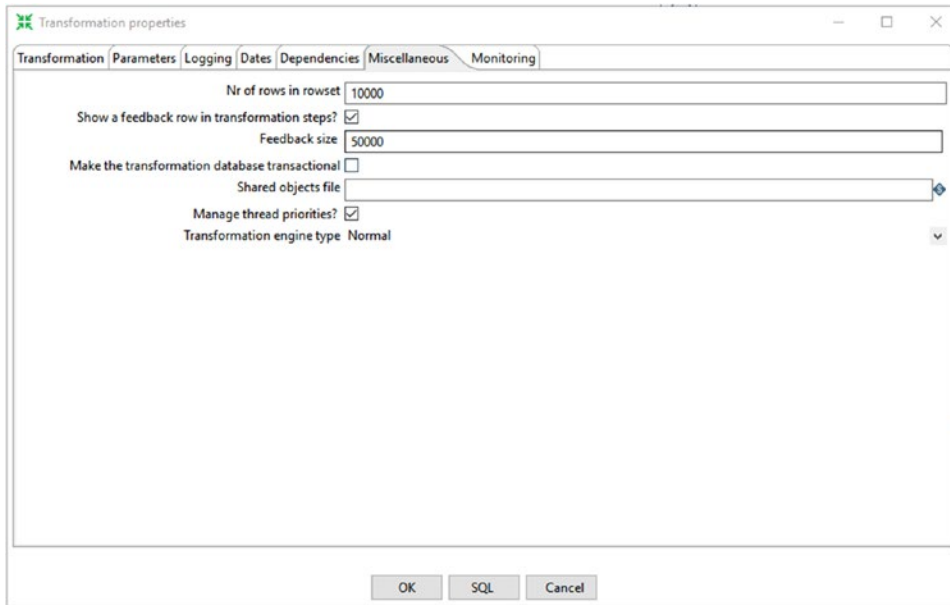 Transformation properties
Transformation Parameters Logging Dates Dependencies Miscellaneous Monitoring
Nr of rows in rowset 10000
Show a feedback row in transformation steps?
Feedback size 50000
Make the transformation database transactional
Shared objects file
Manage thread priorities?
Transformation engine type Normal
OK SQL Cancel